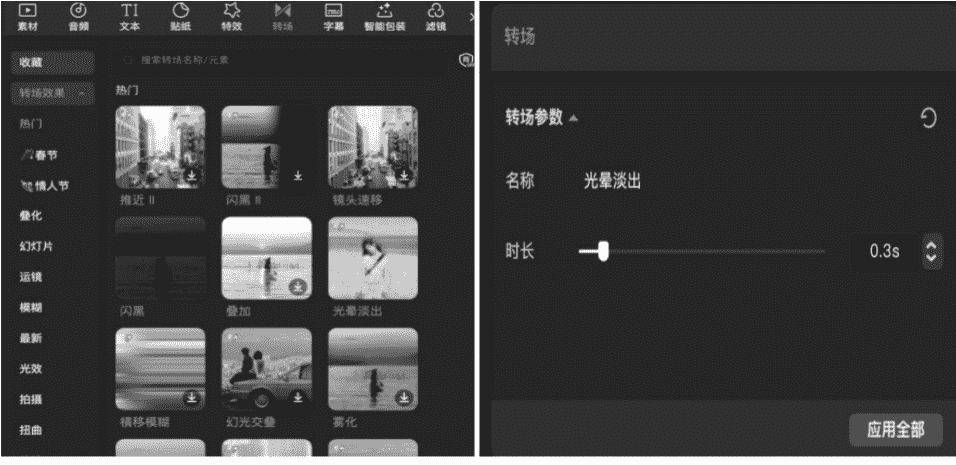 素材 音频 TI 文本 贴纸 特效 转场 字幕 智能包装 滤镜
收藏
搜索转场名称/元素
转场效果
热门
热门
春节
情人节
叠化
幻灯片
运镜
模糊
最新
光效
拍摄
扭曲
推近 II 闪黑 II 镜头速移
闪黑 叠加 光晕淡出
横移模糊 幻光交叠 雾化
转场
转场参数
名称 光晕淡出
时长 0.3s
应用全部